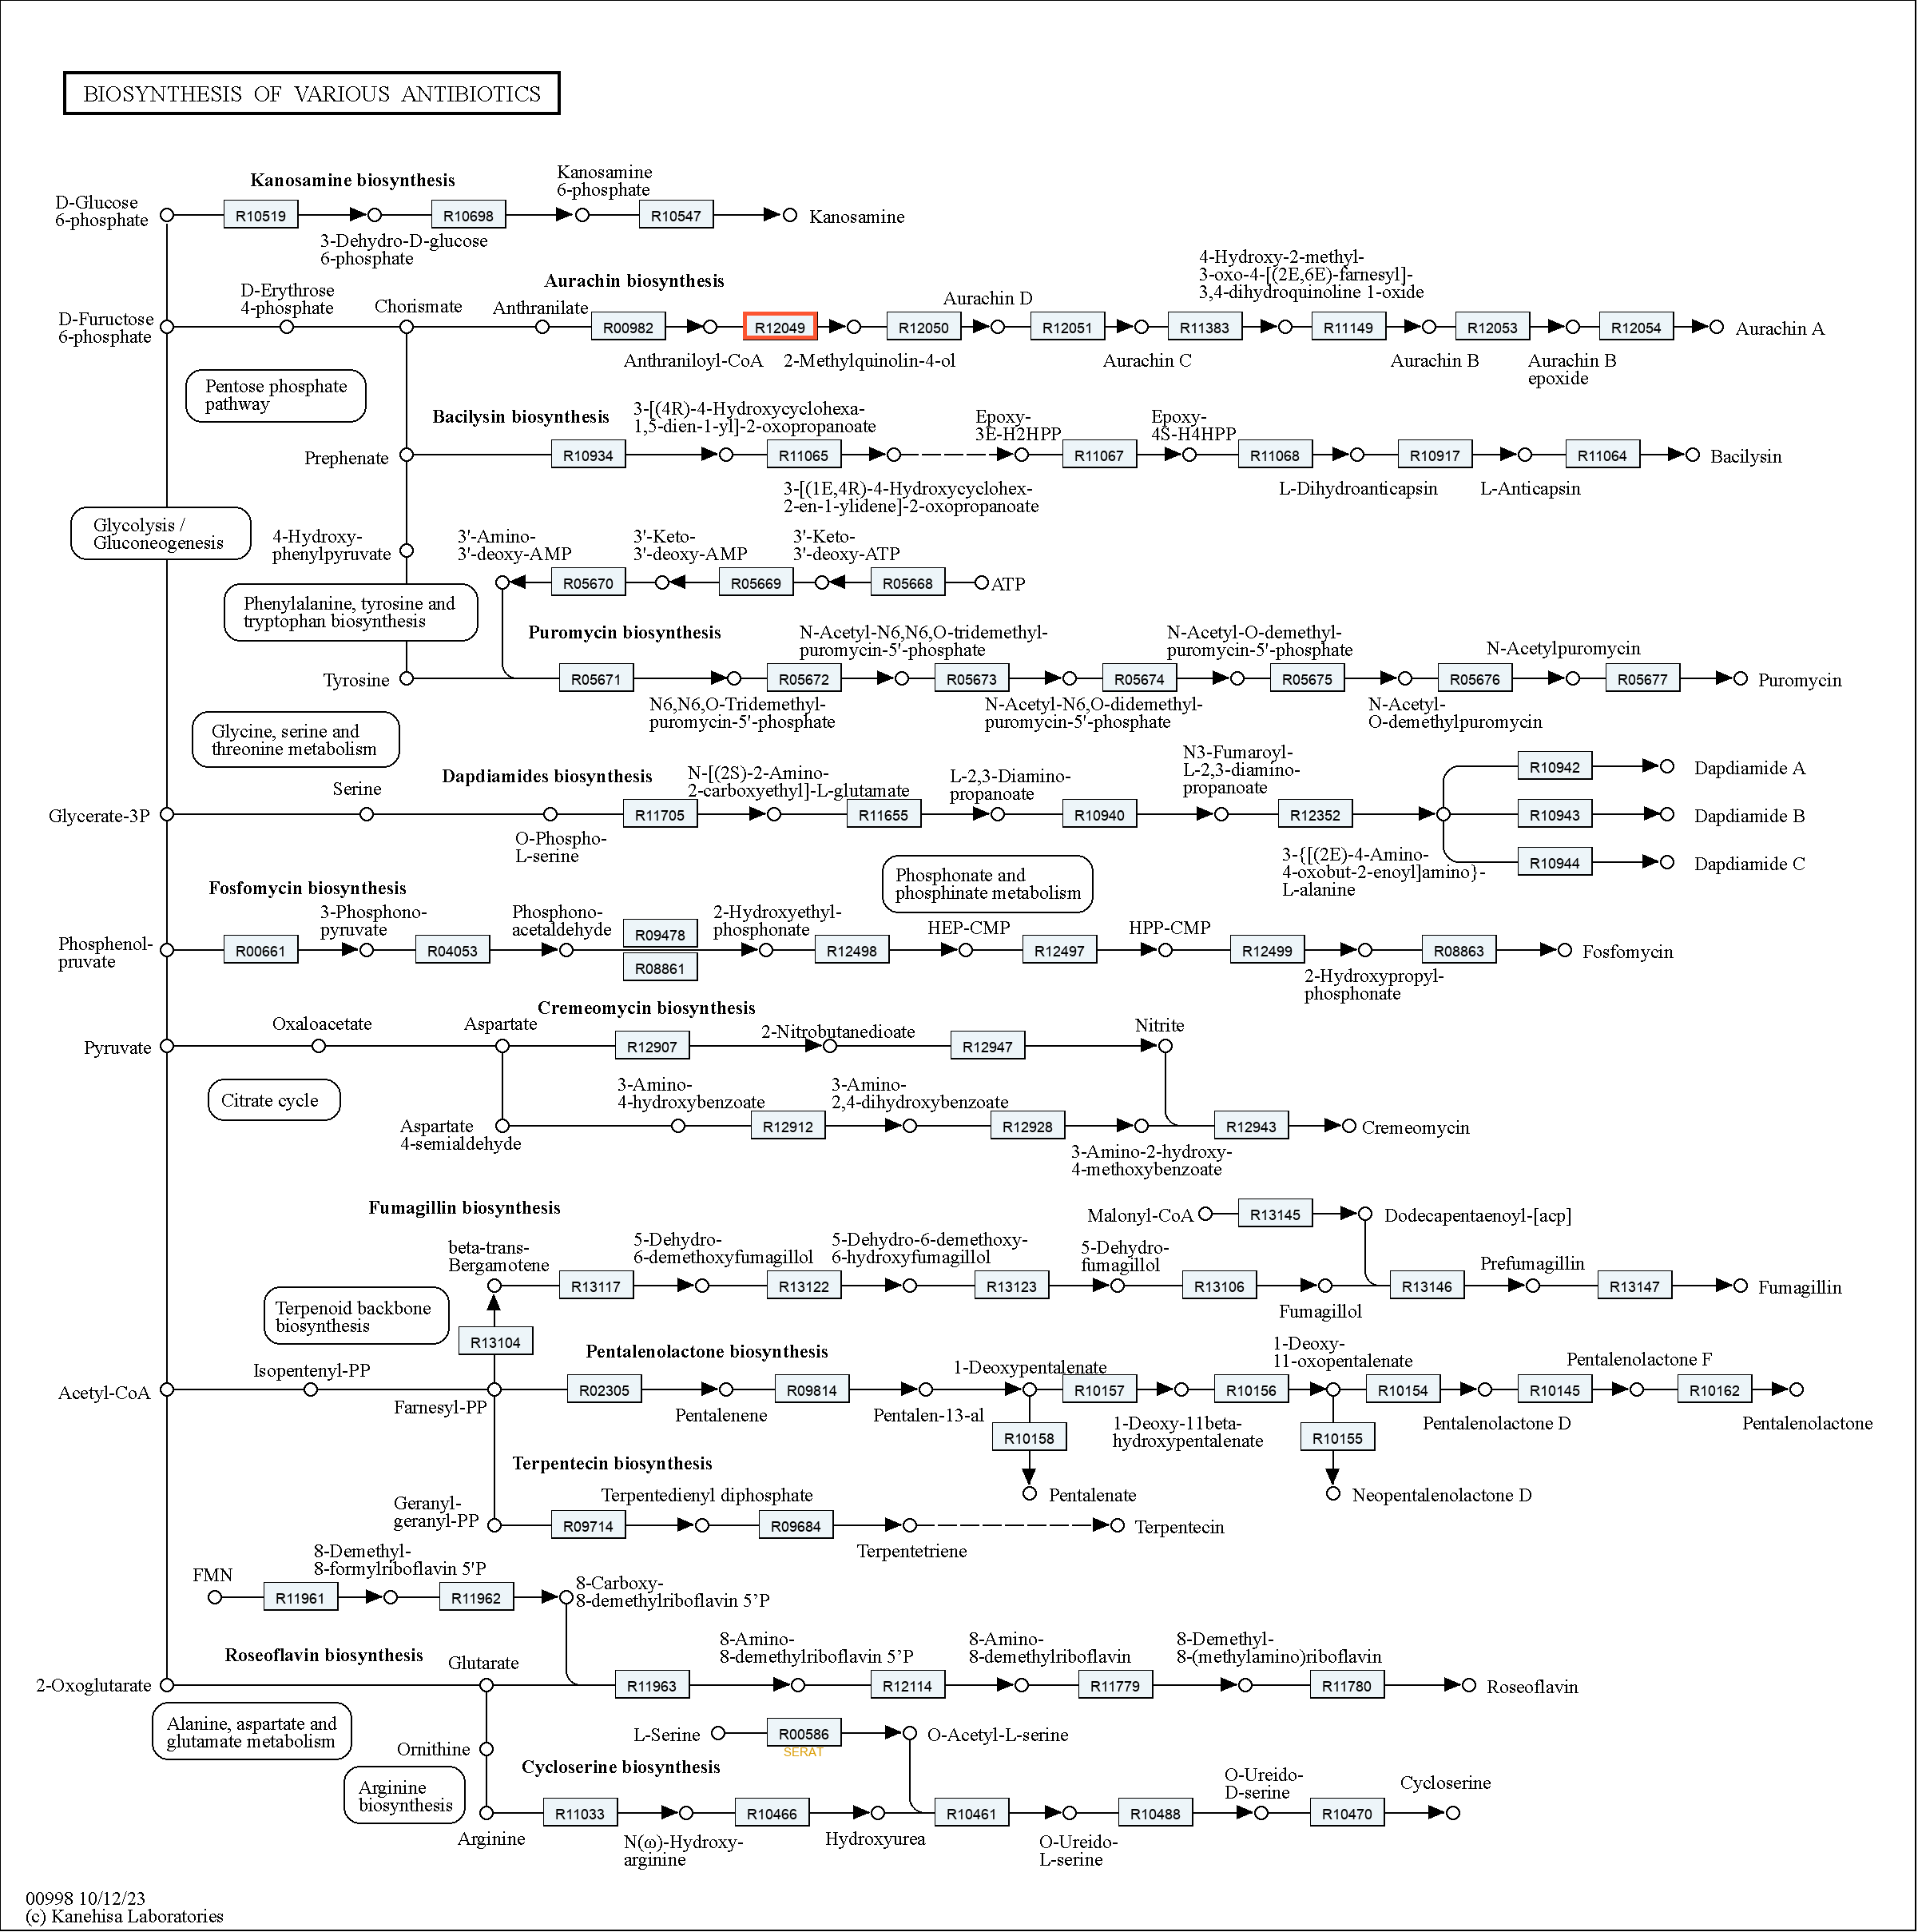 BIOSYNTHESIS OF VARIOUS ANTIBIOTICS
Kanosamine biosynthesis
D-Glucose
6-phosphate
R10519
3-Dehydro-D-glucose
6-phosphate
R10698
Kanosamine
6-phosphate
R10547
Kanosamine
Aurachin biosynthesis
D-Fuructose
6-phosphate
D-Erythrose
4-phosphate
Chorismate
Anthranilate
R00982
Anthraniloyl-CoA
R12049
2-Methylquinolin-4-ol
R12050
Aurachin D
R12051
Aurachin C
R11383
4-Hydroxy-2-methyl-
3-oxo-4-[(2E,6E)-farnesyl]-
3,4-dihydroquinoline 1-oxide
R11149
Aurachin B
R12053
Aurachin B
epoxide
R12054
Aurachin A
Pentose phosphate
pathway
Bacilysin biosynthesis
Prephenate
R10934
3-[(4R)-4-Hydroxycyclohexa-
1,5-dien-1-yl]-2-oxopropanoate
R11065
3-[(1E,4R)-4-Hydroxycyclohex-
2-en-1-ylidene]-2-oxopropanoate
Epoxy-
3E-H2HPP
R11067
Epoxy-
4S-H4HPP
R11068
L-Dihydroanticapsin
R10917
L-Anticapsin
R11064
Bacilysin
Glycolysis /
Gluconeogenesis
4-Hydroxy-
phenylpyruvate
3'-Amino-
3'-deoxy-AMP
R05670
3'-Keto-
3'-deoxy-AMP
R05669
3'-Keto-
3'-deoxy-ATP
R05668
ATP
Phenylalanine, tyrosine and
tryptophan biosynthesis
Puromycin biosynthesis
Tyrosine
R05671
N6,N6,O-Tridemethyl-
puromycin-5'-phosphate
R05672
N-Acetyl-N6,N6,O-tridemethyl-
puromycin-5'-phosphate
R05673
N-Acetyl-N6,O-didemethyl-
puromycin-5'-phosphate
R05674
N-Acetyl-O-demethyl-
puromycin-5'-phosphate
R05675
N-Acetyl-
O-demethylpuromycin
R05676
N-Acetylpuromycin
R05677
Puromycin
Glycine, serine and
threonine metabolism
Dapdiamides biosynthesis
Glycerate-3P
Serine
O-Phospho-
L-serine
R11705
N-[(2S)-2-Amino-
2-carboxyethyl]-L-glutamate
R11655
L-2,3-Diamino-
propanoate
R10940
N3-Fumaroyl-
L-2,3-diamino-
propanoate
R12352
3-{[(2E)-4-Amino-
4-oxobut-2-enoyl]amino}-
L-alanine
R10942
Dapdiamide A
R10943
Dapdiamide B
R10944
Dapdiamide C
Phosphonate and
phosphinate metabolism
Fosfomycin biosynthesis
Phosphenol-
pruvate
R00661
3-Phosphono-
pyruvate
R04053
Phosphono-
acetaldehyde
R09478
R08861
2-Hydroxyethyl-
phosphonate
R12498
HEP-CMP
R12497
HPP-CMP
R12499
2-Hydroxypropyl-
phosphonate
R08863
Fosfomycin
Cremeomycin biosynthesis
Pyruvate
Oxaloacetate
Aspartate
R12907
2-Nitrobutanedioate
R12947
Nitrite
Citrate cycle
Aspartate
4-semialdehyde
3-Amino-
4-hydroxybenzoate
R12912
3-Amino-
2,4-dihydroxybenzoate
R12928
3-Amino-2-hydroxy-
4-methoxybenzoate
R12943
Cremeomycin
Fumagillin biosynthesis
Malonyl-CoA
R13145
Dodecapentaenoyl-[acp]
beta-trans-
Bergamotene
R13117
5-Dehydro-
6-demethoxyfumagillol
R13122
5-Dehydro-6-demethoxy-
6-hydroxyfumagillol
R13123
5-Dehydro-
fumagillol
R13106
Fumagillol
R13146
Prefumagillin
R13147
Fumagillin
Terpenoid backbone
biosynthesis
R13104
Pentalenolactone biosynthesis
Acetyl-CoA
Isopentenyl-PP
Farnesyl-PP
R02305
Pentalenene
R09814
Pentalen-13-al
1-Deoxypentalenate
R10157
1-Deoxy-11beta-
hydroxypentalenate
R10156
1-Deoxy-
11-oxopentalenate
R10154
Pentalenolactone D
R10145
Pentalenolactone F
R10162
Pentalenolactone
R10158
Pentalenate
R10155
Neopentalenolactone D
Terpentecin biosynthesis
Geranyl-
geranyl-PP
R09714
Terpentedienyl diphosphate
R09684
Terpentetriene
Terpentecin
FMN
R11961
8-Demethyl-
8-formylriboflavin 5'P
R11962
8-Carboxy-
8-demethylriboflavin 5’P
Roseoflavin biosynthesis
2-Oxoglutarate
Glutarate
R11963
8-Amino-
8-demethylriboflavin 5’P
R12114
8-Amino-
8-demethylriboflavin
R11779
8-Demethyl-
8-(methylamino)riboflavin
R11780
Roseoflavin
Alanine, aspartate and
glutamate metabolism
L-Serine
R00586
SERAT
O-Acetyl-L-serine
Ornithine
Cycloserine biosynthesis
Arginine
biosynthesis
Arginine
R11033
N(ω)-Hydroxy-
arginine
R10466
Hydroxyurea
R10461
O-Ureido-
L-serine
R10488
O-Ureido-
D-serine
R10470
Cycloserine
00998 10/12/23
(c) Kanehisa Laboratories